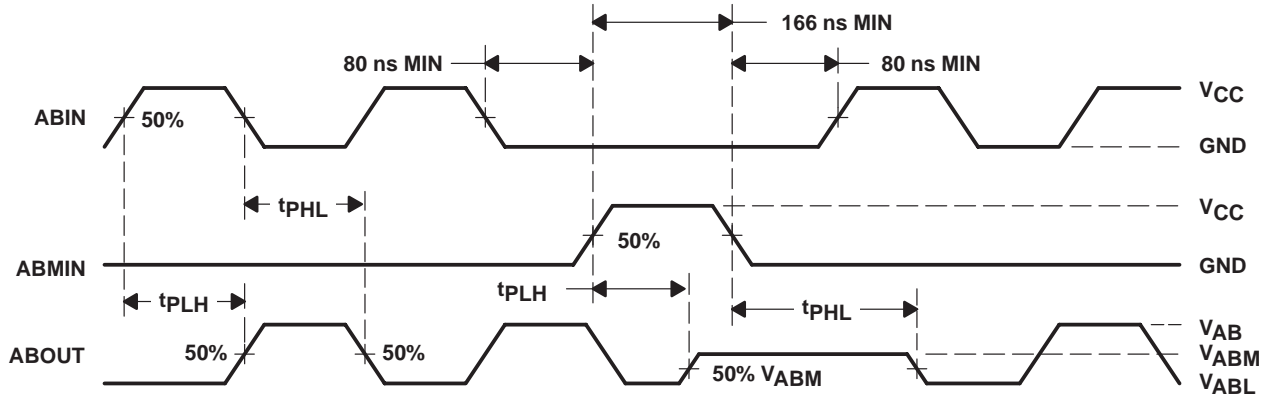 166 ns MIN
80 ns MIN
80 ns MIN
VCC
ABIN
50%
GND
tPHL
VCC
50%
ABMIN
GND
tPLH
tPLH
tPHL
VAB
ABOUT
50%
50%
50% VABM
VABM
VABL